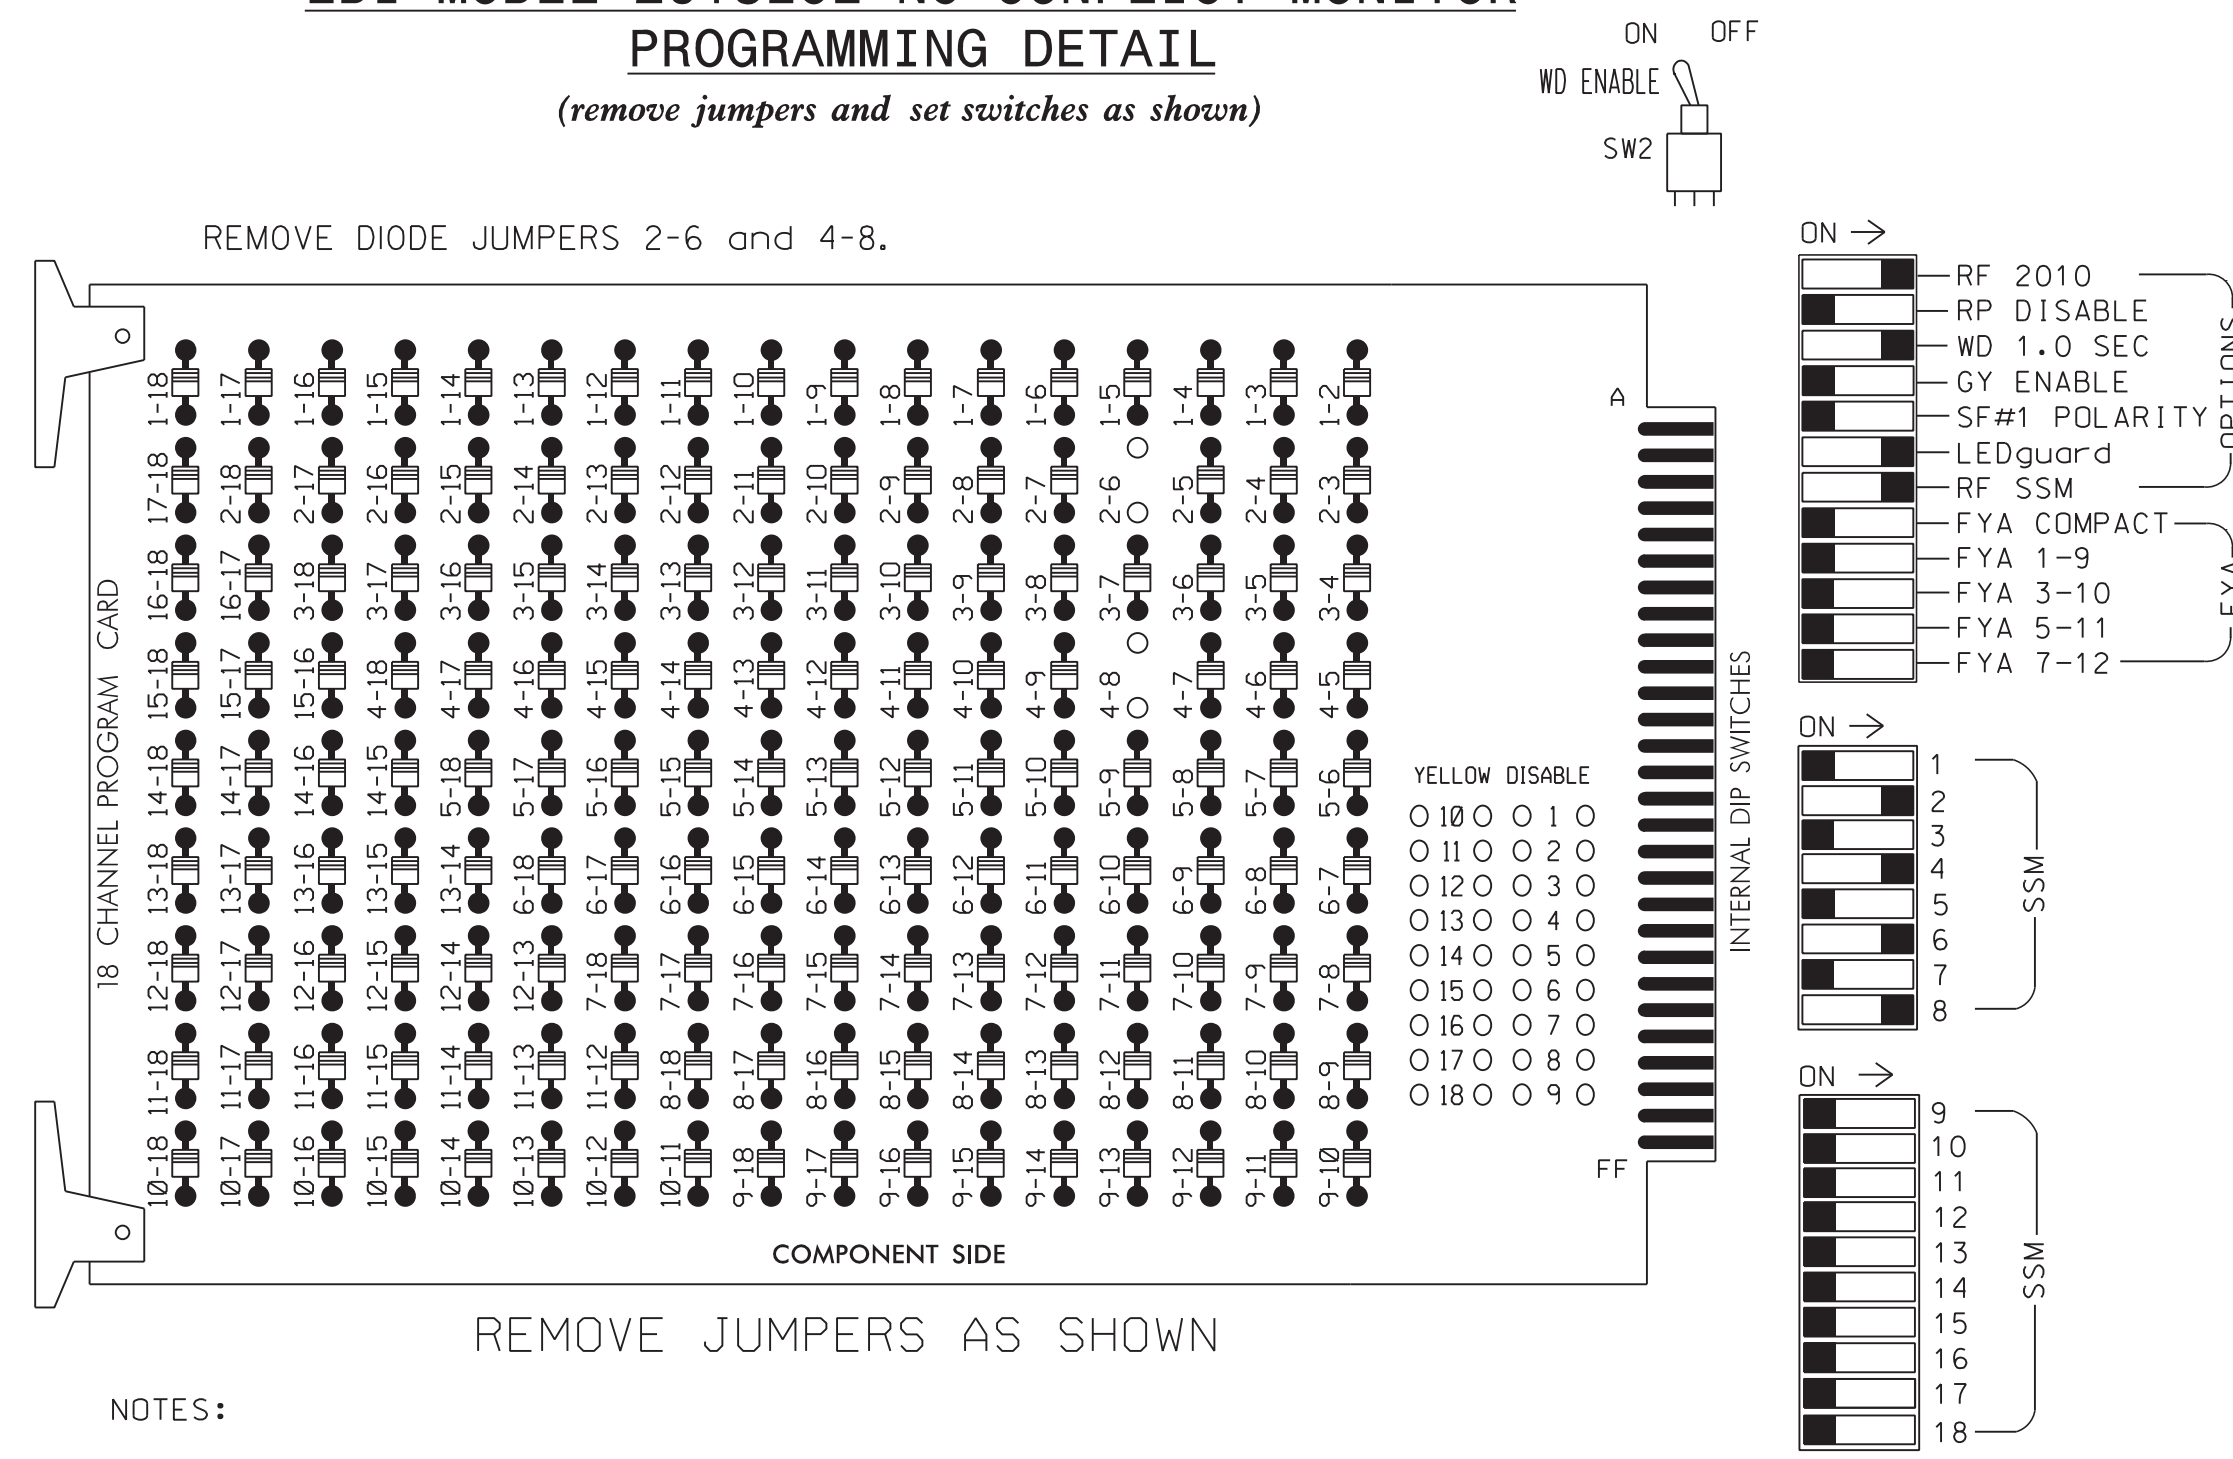 PROGRAMMING DETAIL
(remove jumpers and set switches as shown)
ON OFF
WD ENABLE
SW2
REMOVE DIODE JUMPERS 2-6 and 4-8.
18 CHANNEL PROGRAM CARD
1-18 1-17 1-16 1-15 1-14 1-13 1-12 1-11 1-10 1-9 1-8 1-7 1-6 1-5 1-4 1-3 1-2
17-18 2-18 2-17 2-16 2-15 2-14 2-13 2-12 2-11 2-10 2-9 2-8 2-7 2-6 2-5 2-4 2-3
16-18 16-17 3-18 3-17 3-16 3-15 3-14 3-13 3-12 3-11 3-10 3-9 3-8 3-7 3-6 3-5 3-4
15-18 15-17 15-16 4-18 4-17 4-16 4-15 4-14 4-13 4-12 4-11 4-10 4-9 4-8 4-7 4-6 4-5
14-18 14-17 14-16 14-15 5-18 5-17 5-16 5-15 5-14 5-13 5-12 5-11 5-10 5-9 5-8 5-7 5-6
13-18 13-17 13-16 13-15 13-14 6-18 6-17 6-16 6-15 6-14 6-13 6-12 6-11 6-10 6-9 6-8 6-7
12-18 12-17 12-16 12-15 12-14 12-13 7-18 7-17 7-16 7-15 7-14 7-13 7-12 7-11 7-10 7-9 7-8
11-18 11-17 11-16 11-15 11-14 11-13 11-12 8-18 8-17 8-16 8-15 8-14 8-13 8-12 8-11 8-10 8-9
10-18 10-17 10-16 10-15 10-14 10-13 10-12 10-11 9-18 9-17 9-16 9-15 9-14 9-13 9-12 9-11 9-10
COMPONENT SIDE
A
YELLOW DISABLE
10 1
11 2
12 3
13 4
14 5
15 6
16 7
17 8
18 9
FF
INTERNAL DIP SWITCHES
ON
RF 2010
RP DISABLE
WD 1.0 SEC
GY ENABLE
SF#1 POLARITY
LEDguard
RF SSM
OPTIONS
FYA COMPACT
FYA 1-9
FYA 3-10
FYA 5-11
FYA 7-12
FYA
ON
1
2
3
4
5
6
7
8
SSM
ON
9
10
11
12
13
14
15
16
17
18
SSM
REMOVE JUMPERS AS SHOWN
NOTES: